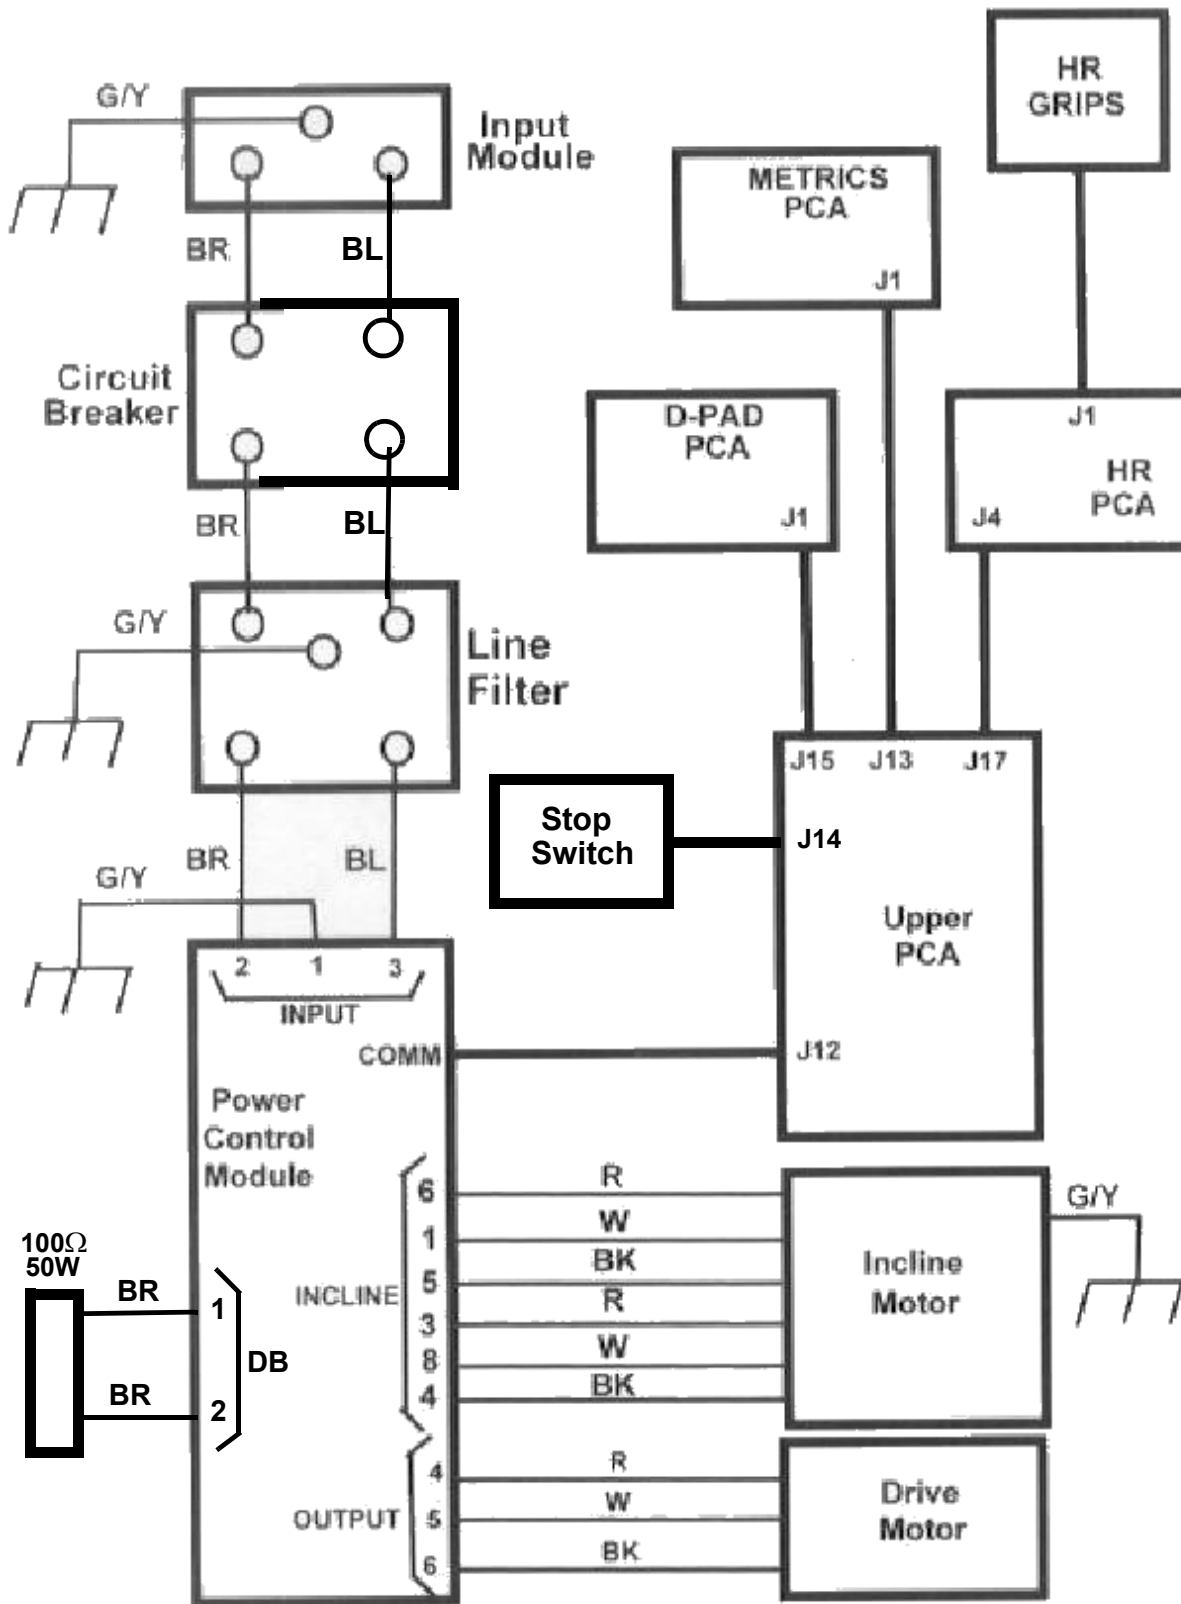 G/Y
Input
Module
BR
BL
Circuit
Breaker
BR
BL
G/Y
Line
Filter
BR
BL
G/Y
2 1 3
INPUT
COMM
Power
Control
Module
100Ω
50W
BR
1
DB
BR
2
INCLINE
6
1
5
3
8
4
R
W
BK
R
W
BK
OUTPUT
4
5
6
R
W
BK
HR
GRIPS
METRICS
PCA
J1
D-PAD
PCA
J1
J1
HR
PCA
J4
J15 J13 J17
Stop
Switch
J14
Upper
PCA
J12
Incline
Motor
G/Y
Drive
Motor